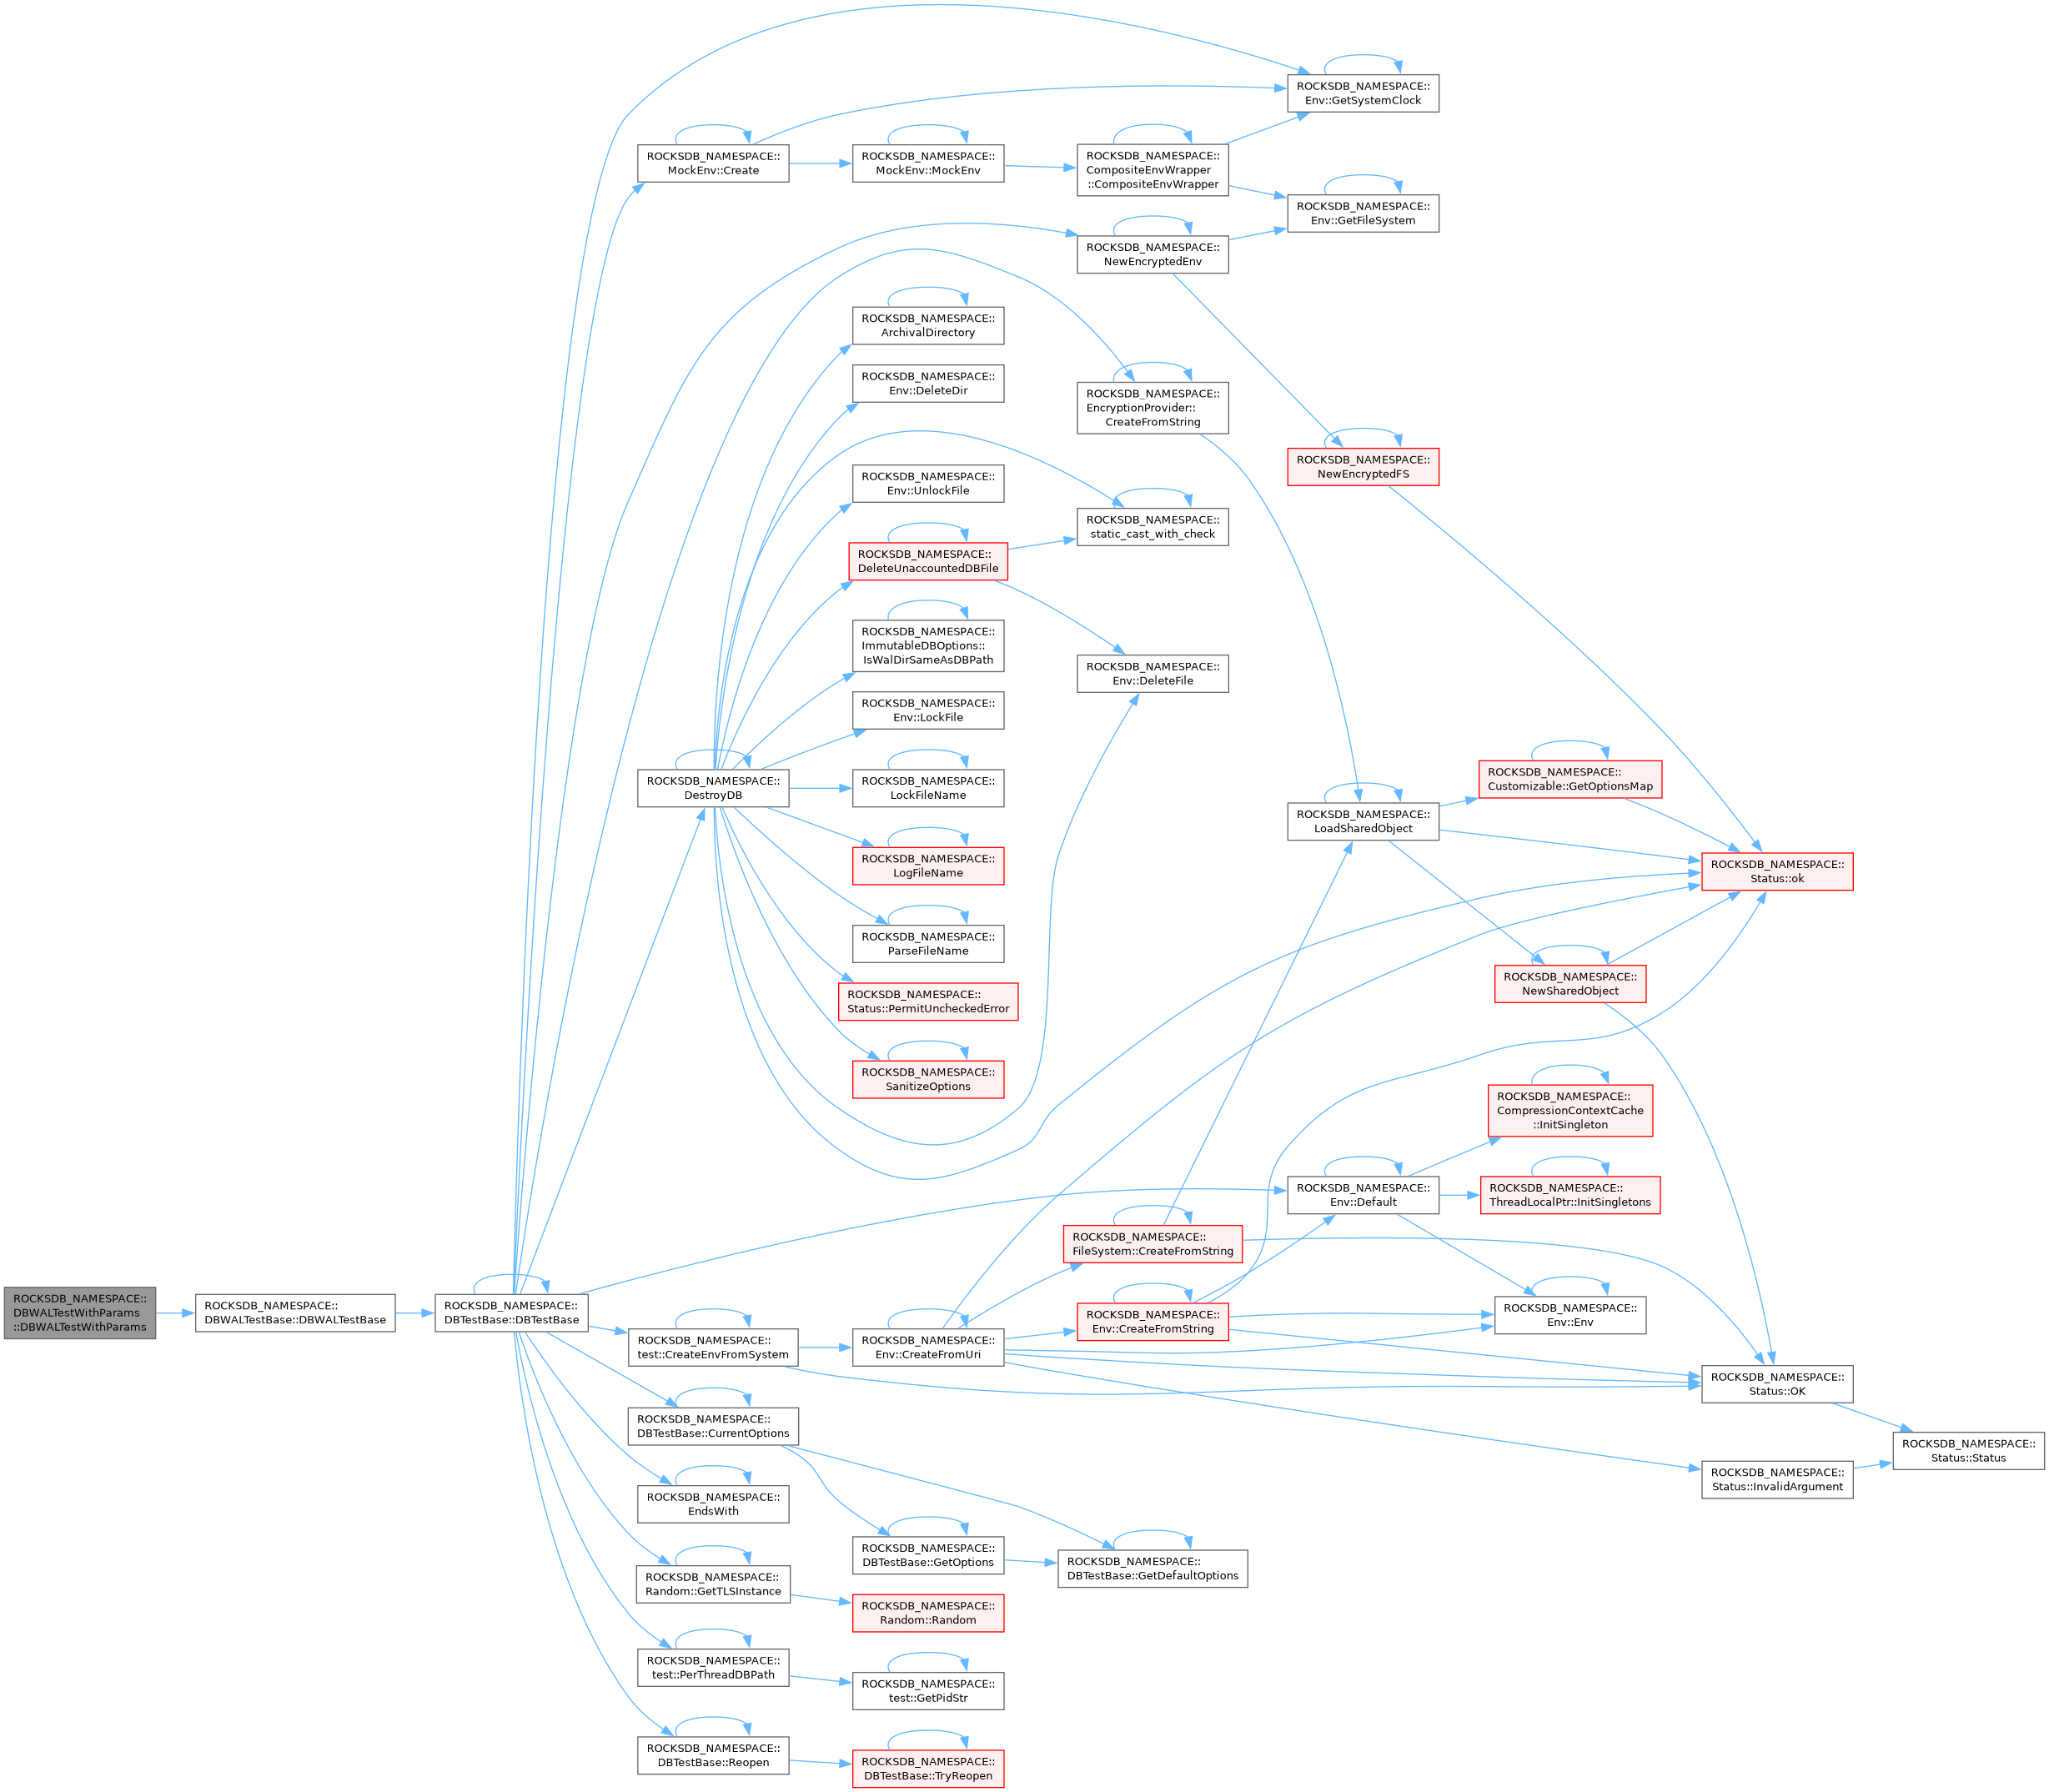 ROCKSDB_NAMESPACE::
DBWALTestWithParams
::DBWALTestWithParams
ROCKSDB_NAMESPACE::
DBWALTestBase::DBWALTestBase
ROCKSDB_NAMESPACE::
DBTestBase::DBTestBase
ROCKSDB_NAMESPACE::
MockEnv::Create
ROCKSDB_NAMESPACE::
DestroyDB
ROCKSDB_NAMESPACE::
test::CreateEnvFromSystem
ROCKSDB_NAMESPACE::
DBTestBase::CurrentOptions
ROCKSDB_NAMESPACE::
EndsWith
ROCKSDB_NAMESPACE::
Random::GetTLSInstance
ROCKSDB_NAMESPACE::
test::PerThreadDBPath
ROCKSDB_NAMESPACE::
DBTestBase::Reopen
ROCKSDB_NAMESPACE::
MockEnv::MockEnv
ROCKSDB_NAMESPACE::
ArchivalDirectory
ROCKSDB_NAMESPACE::
Env::DeleteDir
ROCKSDB_NAMESPACE::
Env::UnlockFile
ROCKSDB_NAMESPACE::
DeleteUnaccountedDBFile
ROCKSDB_NAMESPACE::
ImmutableDBOptions::
IsWalDirSameAsDBPath
ROCKSDB_NAMESPACE::
Env::LockFile
ROCKSDB_NAMESPACE::
LockFileName
ROCKSDB_NAMESPACE::
LogFileName
ROCKSDB_NAMESPACE::
ParseFileName
ROCKSDB_NAMESPACE::
Status::PermitUncheckedError
ROCKSDB_NAMESPACE::
SanitizeOptions
ROCKSDB_NAMESPACE::
Env::CreateFromUri
ROCKSDB_NAMESPACE::
DBTestBase::GetOptions
ROCKSDB_NAMESPACE::
Random::Random
ROCKSDB_NAMESPACE::
test::GetPidStr
ROCKSDB_NAMESPACE::
DBTestBase::TryReopen
ROCKSDB_NAMESPACE::
CompositeEnvWrapper
::CompositeEnvWrapper
ROCKSDB_NAMESPACE::
NewEncryptedEnv
ROCKSDB_NAMESPACE::
EncryptionProvider::
CreateFromString
ROCKSDB_NAMESPACE::
static_cast_with_check
ROCKSDB_NAMESPACE::
Env::DeleteFile
ROCKSDB_NAMESPACE::
FileSystem::CreateFromString
ROCKSDB_NAMESPACE::
Env::CreateFromString
ROCKSDB_NAMESPACE::
DBTestBase::GetDefaultOptions
ROCKSDB_NAMESPACE::
Env::GetSystemClock
ROCKSDB_NAMESPACE::
Env::GetFileSystem
ROCKSDB_NAMESPACE::
NewEncryptedFS
ROCKSDB_NAMESPACE::
LoadSharedObject
ROCKSDB_NAMESPACE::
Env::Default
ROCKSDB_NAMESPACE::
Customizable::GetOptionsMap
ROCKSDB_NAMESPACE::
NewSharedObject
ROCKSDB_NAMESPACE::
CompressionContextCache
::InitSingleton
ROCKSDB_NAMESPACE::
ThreadLocalPtr::InitSingletons
ROCKSDB_NAMESPACE::
Env::Env
ROCKSDB_NAMESPACE::
Status::ok
ROCKSDB_NAMESPACE::
Status::OK
ROCKSDB_NAMESPACE::
Status::InvalidArgument
ROCKSDB_NAMESPACE::
Status::Status